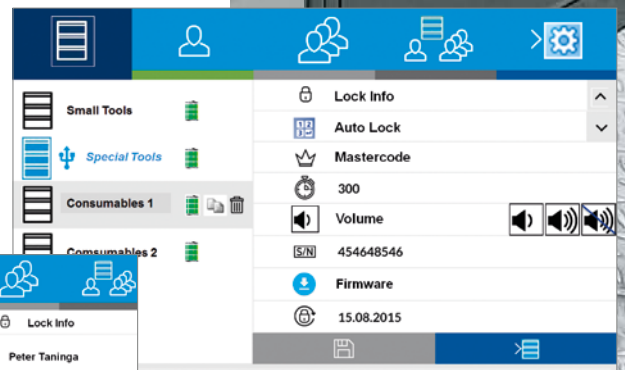 Small Tools
Special Tools
Consumables 1
Comsumables 2
Lock Info
Auto Lock
Mastercode
300
Volume
S/N 454648546
Firmware
15.08.2015
Lock Info
Peter Taninga